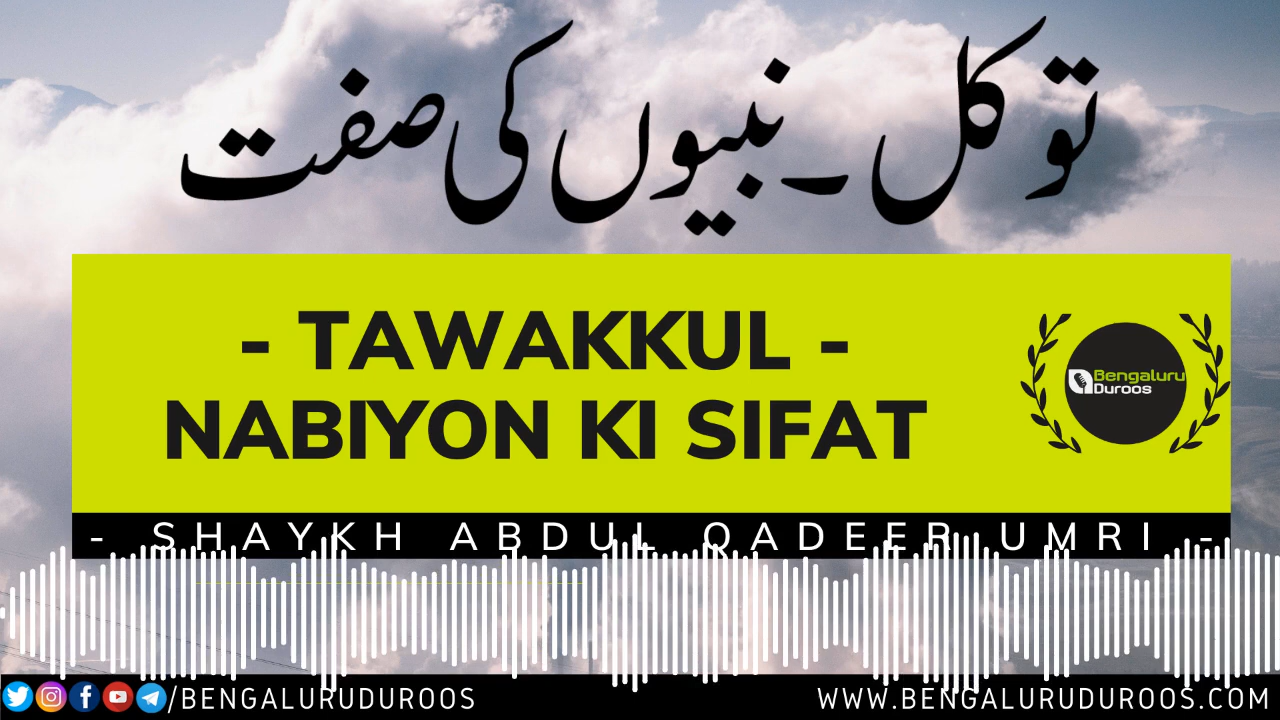 توکل ۔ نبیوں کی صفت
- TAWAKKUL -
NABIYON KI SIFAT
Bengaluru
Duroos
- SHAYKH ABDUL QADEER UMRI -
/BENGALURUDUROOS
WWW.BENGALURUDUROOS.COM